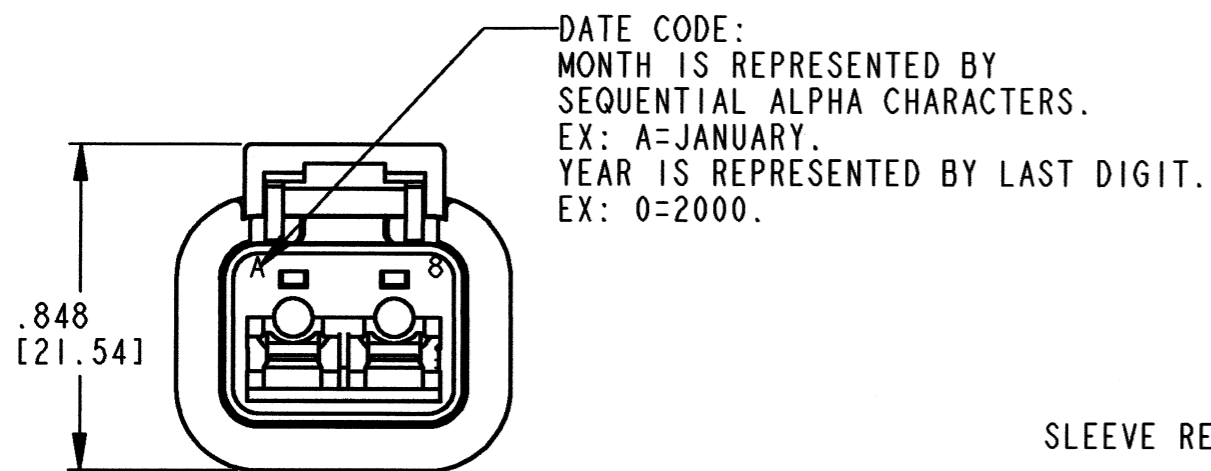 DATE CODE:
MONTH IS REPRESENTED BY
SEQUENTIAL ALPHA CHARACTERS.
EX: A=JANUARY.
YEAR IS REPRESENTED BY LAST DIGIT.
EX: 0=2000.
A 8
.848
[21.54]
SLEEVE RE